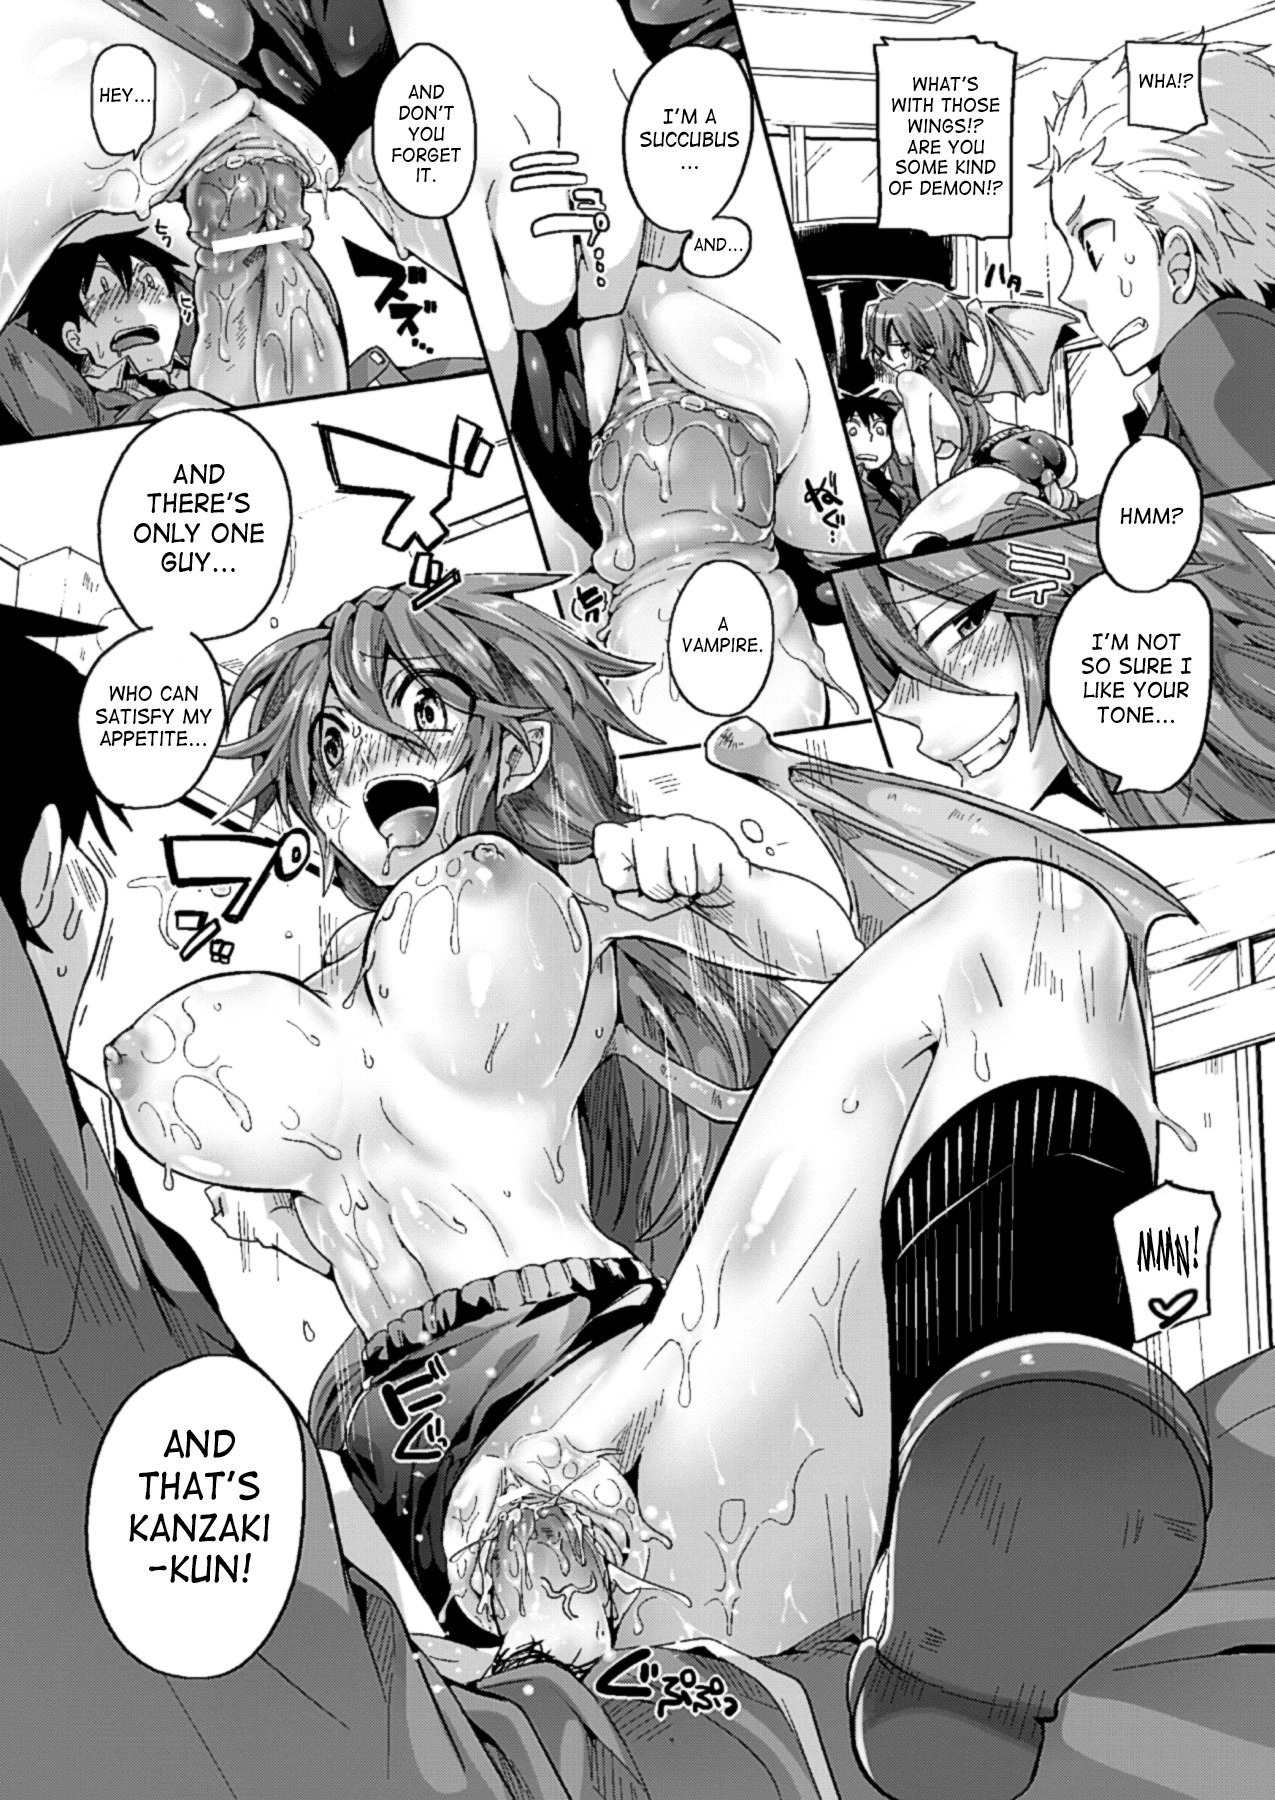 WHA!?
WHAT'S
WITH THOSE
WINGS!?
ARE YOU
SOME KIND
OF DEMON!?
ハタ
HMM?
I'M NOT
SO SURE I
LIKE YOUR
TONE...
I'M A
SUCCUBUS
...
AND...
A
VAMPIRE.
AND
DON'T
YOU
FORGET
IT.
HEY...
AND
THERE'S
ONLY ONE
GUY...
WHO CAN
SATISFY MY
APPETITE...
MMN!
AND
THAT'S
KANZAKI
-KUN!